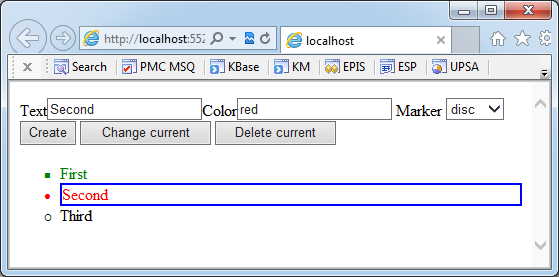 http://localhost:552
localhost
x Search PMC MSQ KBase KM EPIS ESP UPSA
Text Second Color red Marker disc
Create Change current Delete current
First
Second
Third